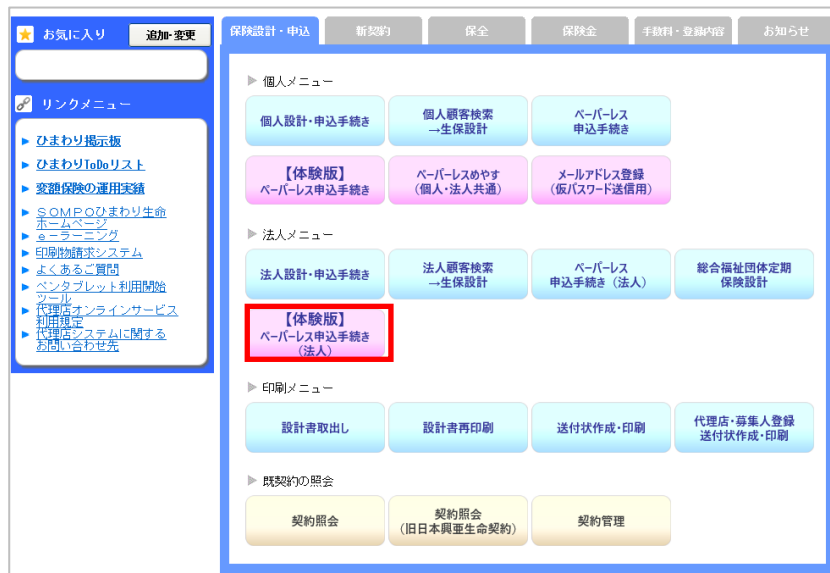 お気に入り
追加・変更
リンクメニュー
ひまわり掲示板
ひまわりToDoリスト
変額保険の運用実績
SOMPOひまわり生命
ホームページ
e-ラーニング
印刷物請求システム
よくあるご質問
ペンタブレット利用開始
ツール
代理店オンラインサービス
利用規定
代理店システムに関する
お問い合わせ先
保険設計・申込
新契約
保全
保険金
手数料・登録内容
お知らせ
個人メニュー
個人設計・申込手続き
個人顧客検索
→生保設計
ペーパーレス
申込手続き
【体験版】
ペーパーレス申込手続き
ペーパーレスめやす
(個人・法人共通)
メールアドレス登録
(仮パスワード送信用)
法人メニュー
法人設計・申込手続き
法人顧客検索
→生保設計
ペーパーレス
申込手続き (法人)
総合福祉団体定期
保険設計
【体験版】
ペーパーレス申込手続き
(法人)
印刷メニュー
設計書取出し
設計書再印刷
送付状作成・印刷
代理店・募集人登録
送付状作成・印刷
既契約の照会
契約照会
契約照会
(旧日本興亜生命契約)
契約管理